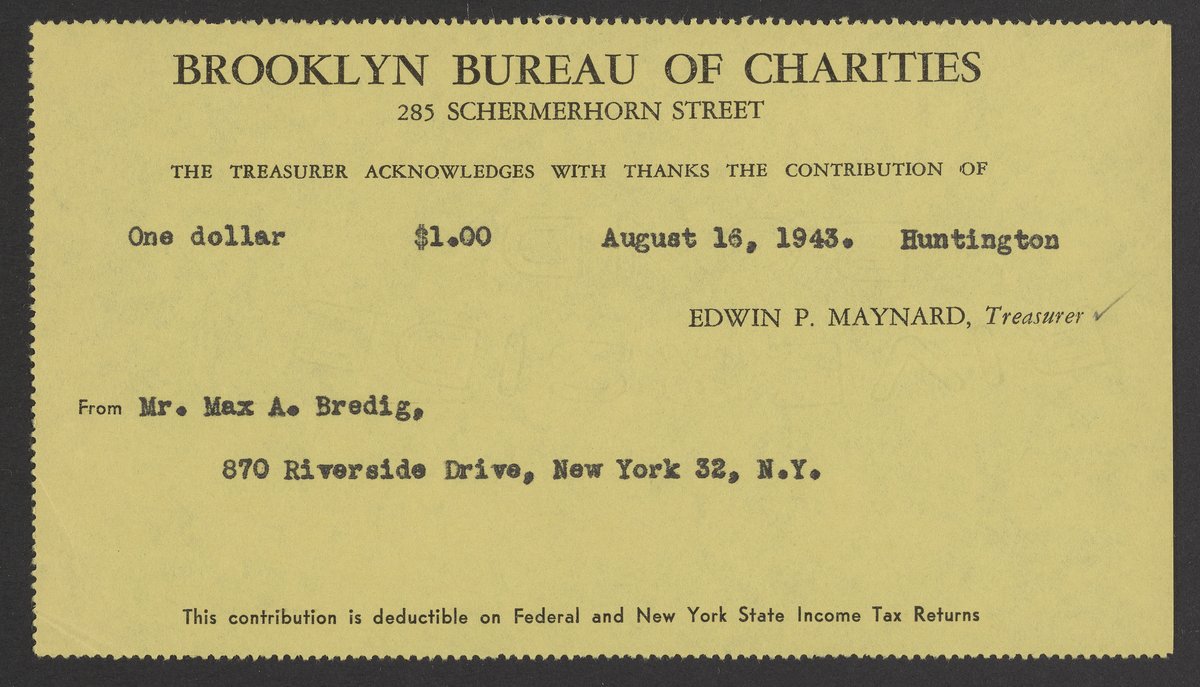 BROOKLYN BUREAU OF CHARITIES
285 SCHERMERHORN STREET
THE TREASURER ACKNOWLEDGES WITH THANKS THE CONTRIBUTION OF
One dollar $1.00 August 16, 1943. Huntington
EDWIN P. MAYNARD, Treasurer
From Mr. Max A. Bredig,
870 Riverside Drive, New York 32, N.Y.
This contribution is deductible on Federal and New York State Income Tax Returns